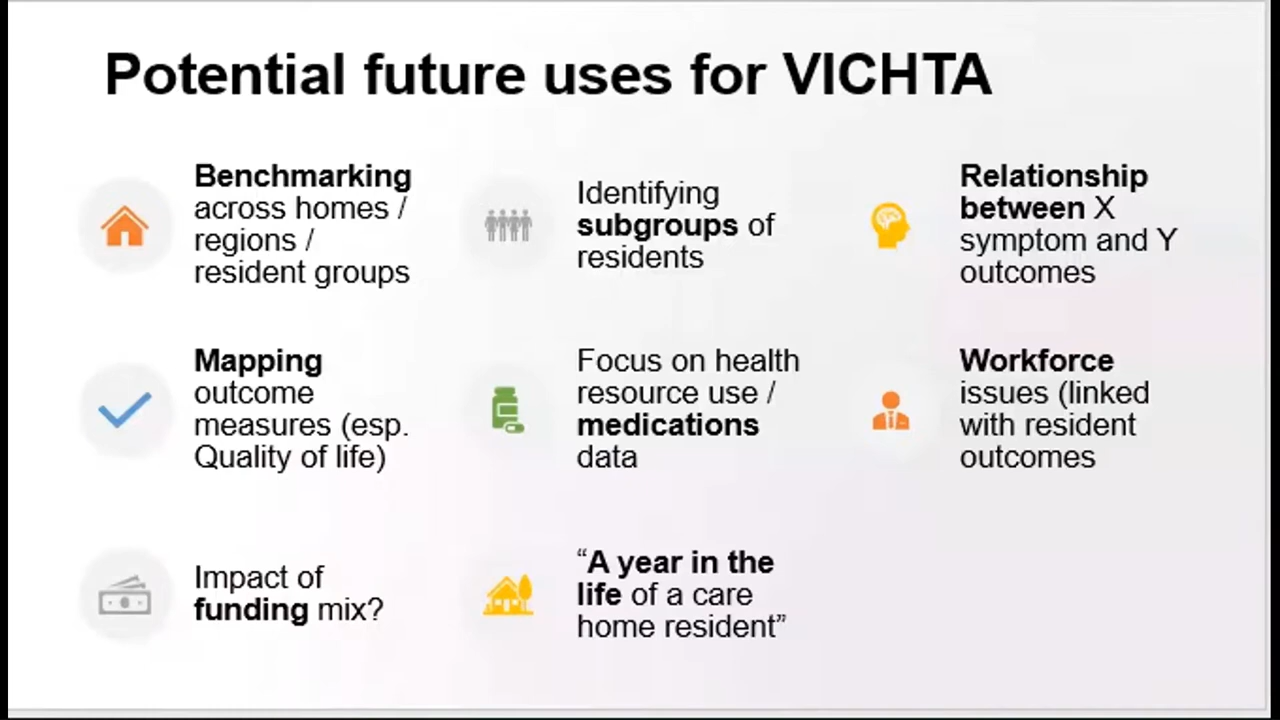 Potential future uses for VICHTA
Benchmarking
across homes /
regions /
resident groups
Identifying
subgroups of
residents
Relationship
between X
symptom and Y
outcomes
Mapping
outcome
measures (esp.
Quality of life)
Focus on health
resource use /
medications
data
Workforce
issues (linked
with resident
outcomes
Impact of
funding mix?
“A year in the
life of a care
home resident”